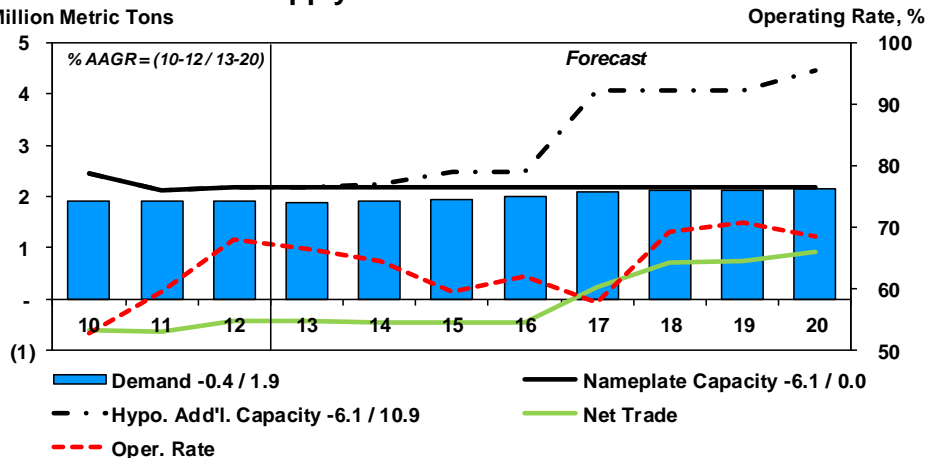 Million Metric Tons
Operating Rate, %
5
% AAGR = (10-12 / 13-20)
Forecast
100
4
90
3
80
2
70
1
60
-
10 11 12 13 14 15 16 17 18 19 20
(1)
50
Demand -0.4 / 1.9
Nameplate Capacity -6.1 / 0.0
Hypo. Add'l. Capacity -6.1 / 10.9
Net Trade
Oper. Rate